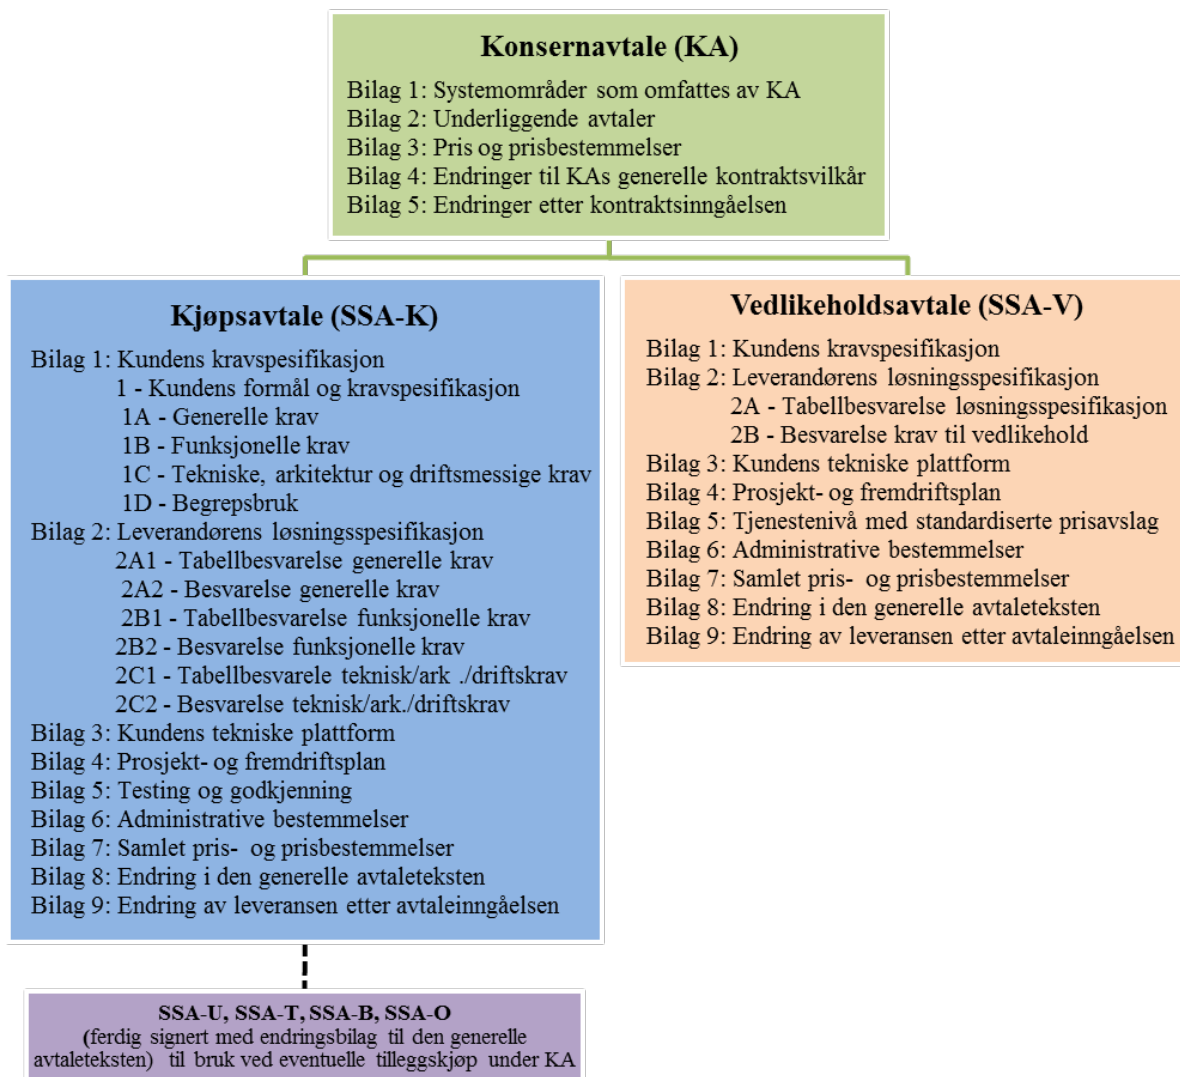 Konsernavtale (KA)
Bilag 1: Systemområder som omfattes av KA
Bilag 2: Underliggende avtaler
Bilag 3: Pris og prisbestemmelser
Bilag 4: Endringer til KAs generelle kontraktsvilkår
Bilag 5: Endringer etter kontraktsinngåelsen
Kjøpsavtale (SSA-K)
Bilag 1: Kundens kravspesifikasjon
1 - Kundens formål og kravspesifikasjon
1A - Generelle krav
1B - Funksjonelle krav
1C - Tekniske, arkitektur og driftsmessige krav
1D - Begrepsbruk
Bilag 2: Leverandørens løsningsspesifikasjon
2A1 - Tabellbesvarelse generelle krav
2A2 - Besvarelse generelle krav
2B1 - Tabellbesvarelse funksjonelle krav
2B2 - Besvarelse funksjonelle krav
2C1 - Tabellbesvarele teknisk/ark ./driftskrav
2C2 - Besvarelse teknisk/ark./driftskrav
Bilag 3: Kundens tekniske plattform
Bilag 4: Prosjekt- og fremdriftsplan
Bilag 5: Testing og godkjenning
Bilag 6: Administrative bestemmelser
Bilag 7: Samlet pris- og prisbestemmelser
Bilag 8: Endring i den generelle avtaleteksten
Bilag 9: Endring av leveransen etter avtaleinngåelsen
Vedlikeholdsavtale (SSA-V)
Bilag 1: Kundens kravspesifikasjon
Bilag 2: Leverandørens løsningsspesifikasjon
2A - Tabellbesvarelse løsningsspesifikasjon
2B - Besvarelse krav til vedlikehold
Bilag 3: Kundens tekniske plattform
Bilag 4: Prosjekt- og fremdriftsplan
Bilag 5: Tjenestenivå med standardiserte prisavslag
Bilag 6: Administrative bestemmelser
Bilag 7: Samlet pris- og prisbestemmelser
Bilag 8: Endring i den generelle avtaleteksten
Bilag 9: Endring av leveransen etter avtaleinngåelsen
SSA-U, SSA-T, SSA-B, SSA-O
(ferdig signert med endringsbilag til den generelle
avtaleteksten) til bruk ved eventuelle tilleggskjøp under KA